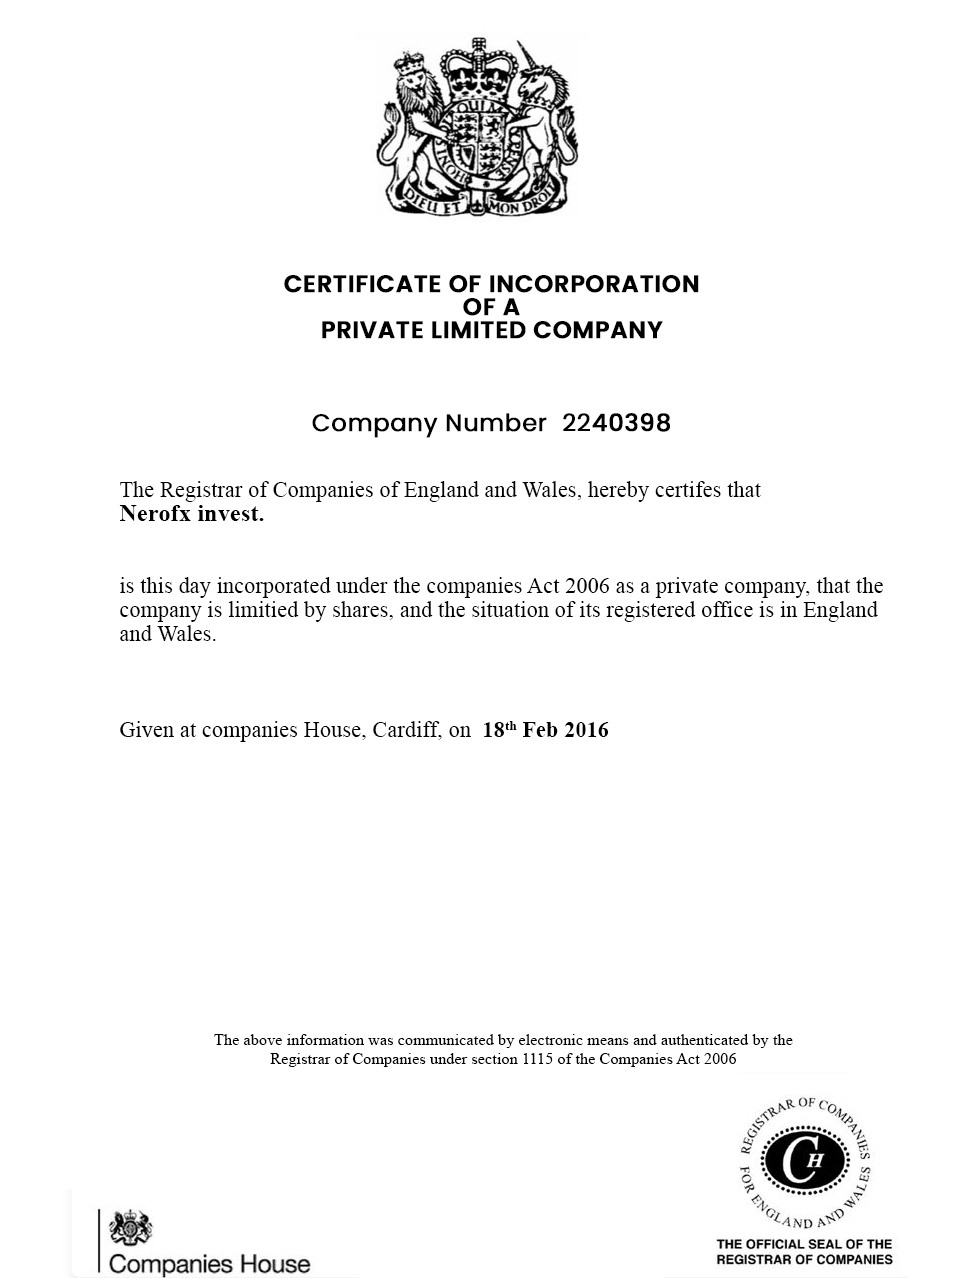 QUI M
PENSE
HONI S
DIEU ET MON DROIT
CERTIFICATE OF INCORPORATION
OF A
PRIVATE LIMITED COMPANY
Company Number 2240398
The Registrar of Companies of England and Wales, hereby certifes that
Nerofx invest.
is this day incorporated under the companies Act 2006 as a private company, that the
company is limitied by shares, and the situation of its registered office is in England
and Wales.
Given at companies House, Cardiff, on 18th Feb 2016
The above information was communicated by electronic means and authenticated by the
Registrar of Companies under section 1115 of the Companies Act 2006
REGISTRAR OF COMPANIES
FOR ENGLAND AND WALES
CH
THE OFFICIAL SEAL OF THE
REGISTRAR OF COMPANIES
Companies House